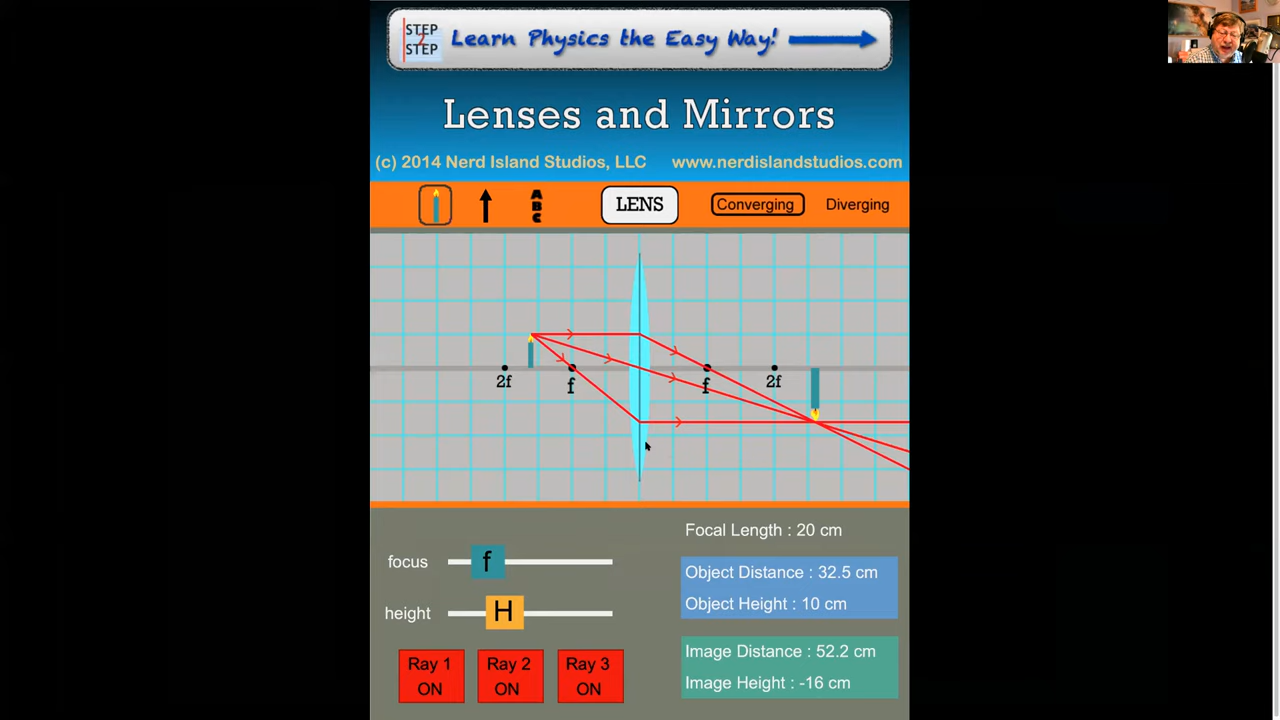 STEP
2
STEP
Learn Physics the Easy Way!
Lenses and Mirrors
(c) 2014 Nerd Island Studios, LLC www.nerdislandstudios.com
A
B
C
LENS
Converging
Diverging
2f
f
f
2f
focus
f
height
H
Ray 1
ON
Ray 2
ON
Ray 3
ON
Focal Length : 20 cm
Object Distance : 32.5 cm
Object Height : 10 cm
Image Distance : 52.2 cm
Image Height : -16 cm